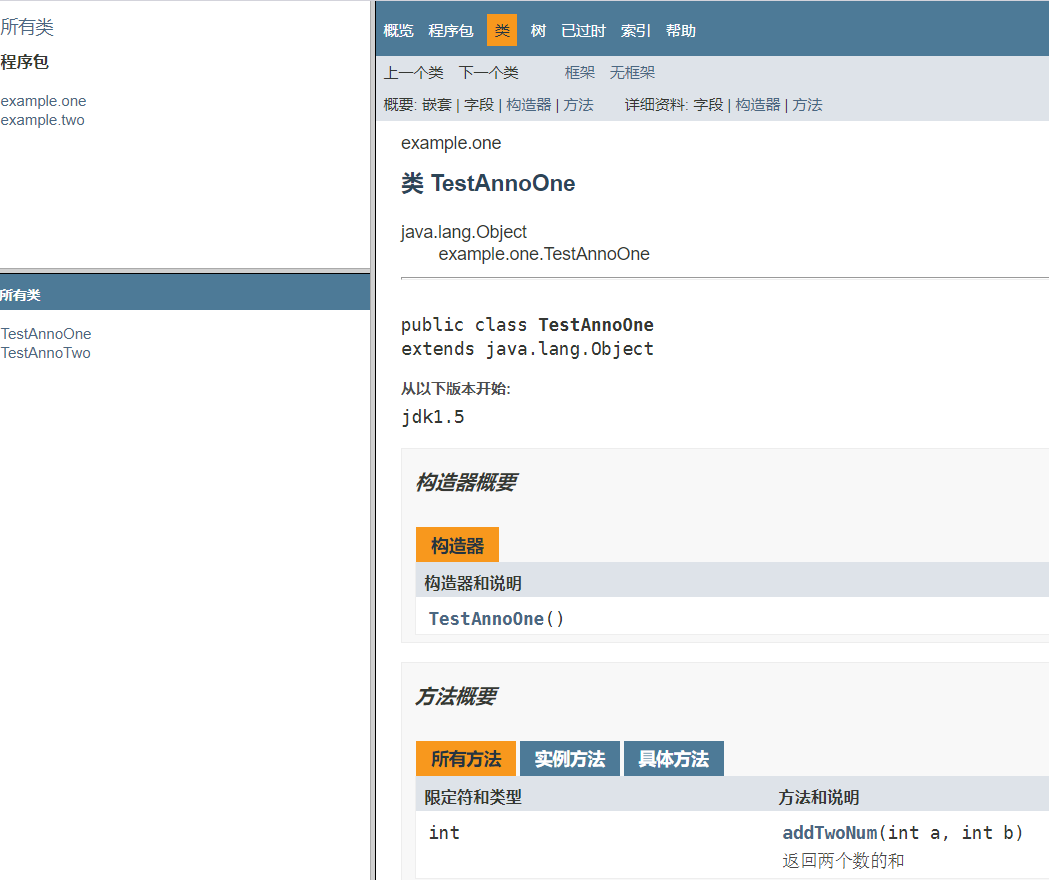 所有类
程序包
example.one
example.two
所有类
TestAnnoOne
TestAnnoTwo
概览 程序包 类 树 已过时 索引 帮助
上一个类 下一个类 框架 无框架
概要: 嵌套 | 字段 | 构造器 | 方法 详细资料: 字段 | 构造器 | 方法
example.one
类 TestAnnoOne
java.lang.Object
example.one.TestAnnoOne
public class TestAnnoOne
extends java.lang.Object
从以下版本开始:
jdk1.5
构造器概要
构造器
构造器和说明
TestAnnoOne()
方法概要
所有方法 实例方法 具体方法
限定符和类型 方法和说明
int addTwoNum(int a, int b)
返回两个数的和